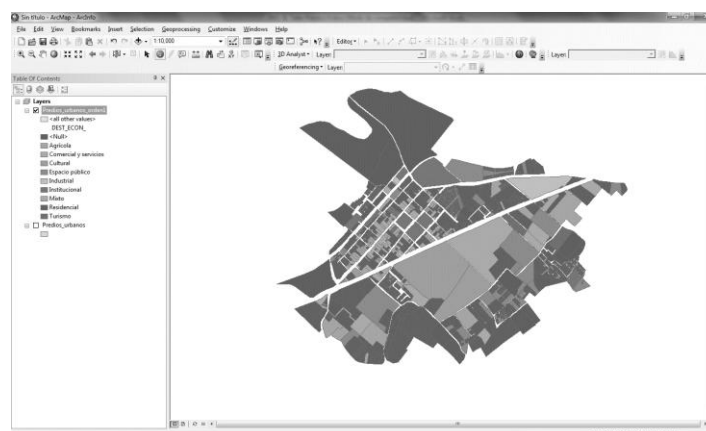 Sin título - ArcMap - ArcInfo
File Edit View Bookmarks Insert Selection Geoprocessing Customize Windows Help
1:10,000 Editor
3D Analyst Layer: Layer:
Georeferencing Layer:
Table Of Contents
Layers
<all other values>
DEST_ECON_
<Null>
Agrícola
Comercial y servicios
Cultural
Espacio público
Industrial
Institucional
Mixto
Residencial
Turismo
Predios_urbanos